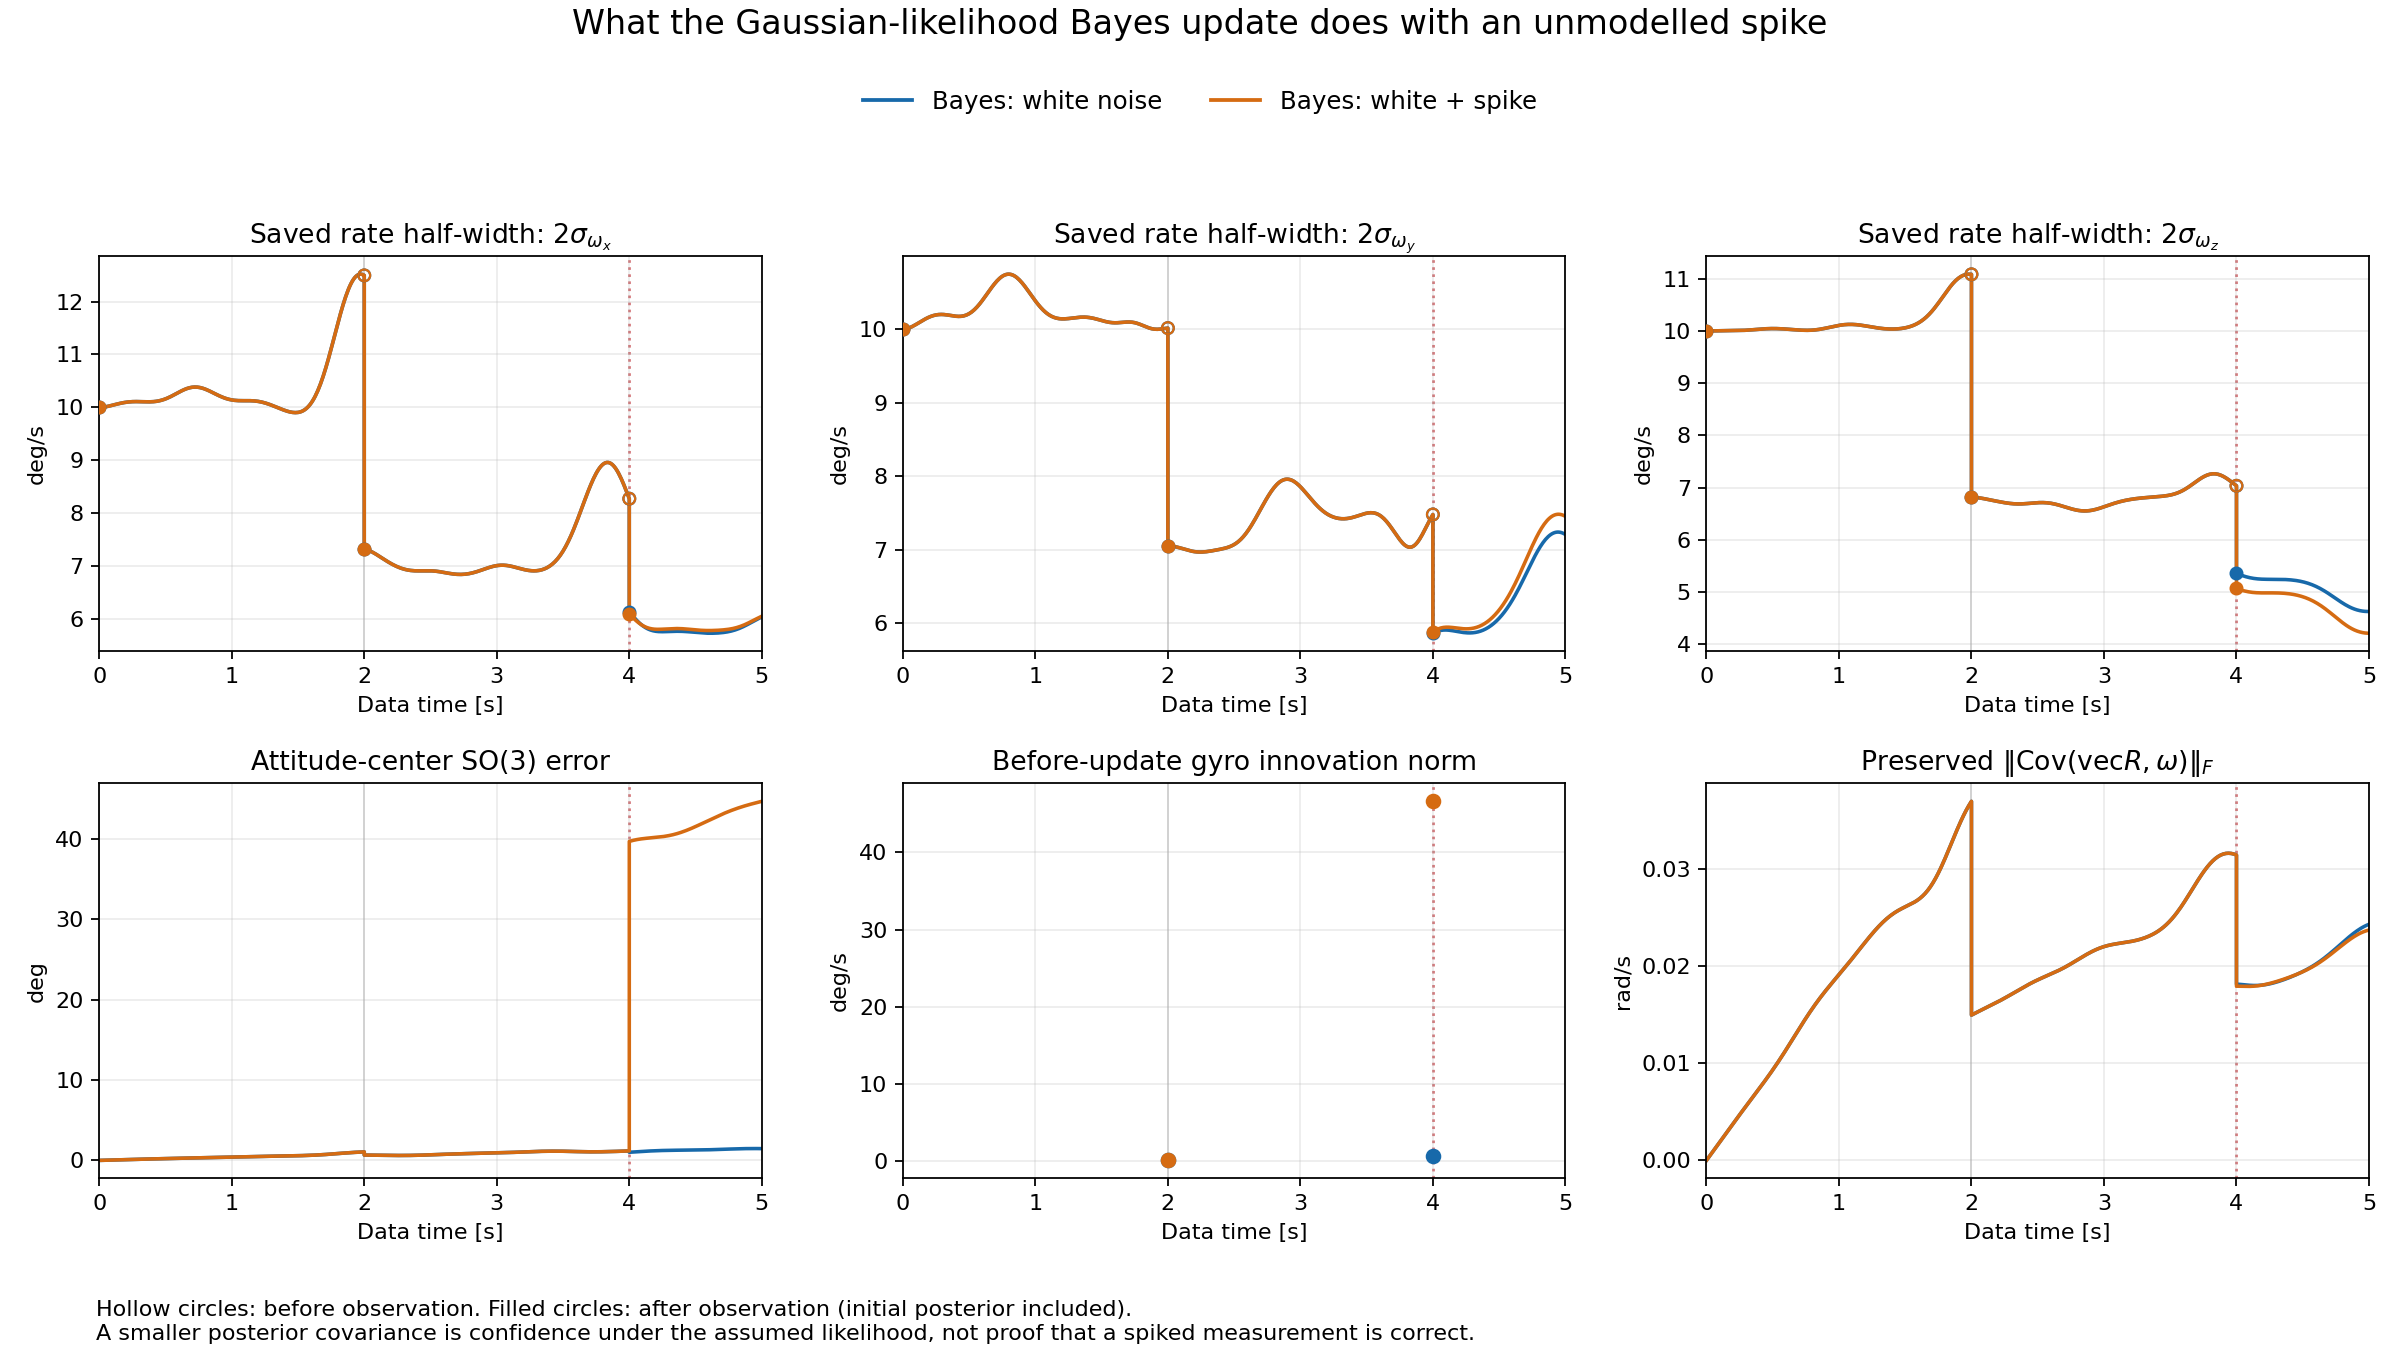 What the Gaussian-likelihood Bayes update does with an unmodelled spike
Bayes: white noise
Bayes: white + spike
Saved rate half-width: 2σωx
12
11
10
9
8
7
6
deg/s
0 1 2 3 4 5
Data time [s]
Saved rate half-width: 2σωy
10
9
8
7
6
deg/s
0 1 2 3 4 5
Data time [s]
Saved rate half-width: 2σωz
11
10
9
8
7
6
5
4
deg/s
0 1 2 3 4 5
Data time [s]
Attitude-center SO(3) error
40
30
20
10
0
deg
0 1 2 3 4 5
Data time [s]
Before-update gyro innovation norm
40
30
20
10
0
deg/s
0 1 2 3 4 5
Data time [s]
Preserved ‖Cov(vecR, ω)‖F
0.03
0.02
0.01
0.00
rad/s
0 1 2 3 4 5
Data time [s]
Hollow circles: before observation. Filled circles: after observation (initial posterior included).
A smaller posterior covariance is confidence under the assumed likelihood, not proof that a spiked measurement is correct.